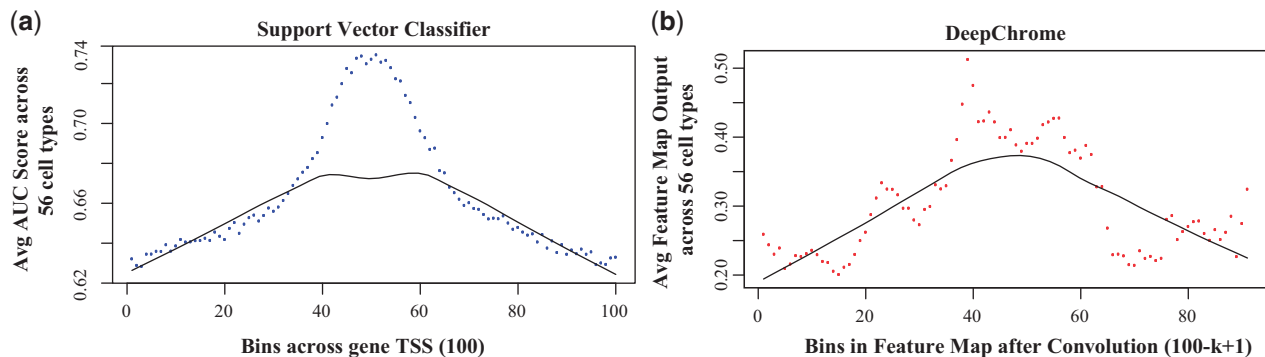 (a)
Support Vector Classifier
Avg AUC Score across
56 cell types
0.74
0.70
0.66
0.62
0 20 40 60 80 100
Bins across gene TSS (100)
(b)
DeepChrome
Avg Feature Map Output
across 56 cell types
0.50
0.40
0.30
0.20
0 20 40 60 80
Bins in Feature Map after Convolution (100-k+1)